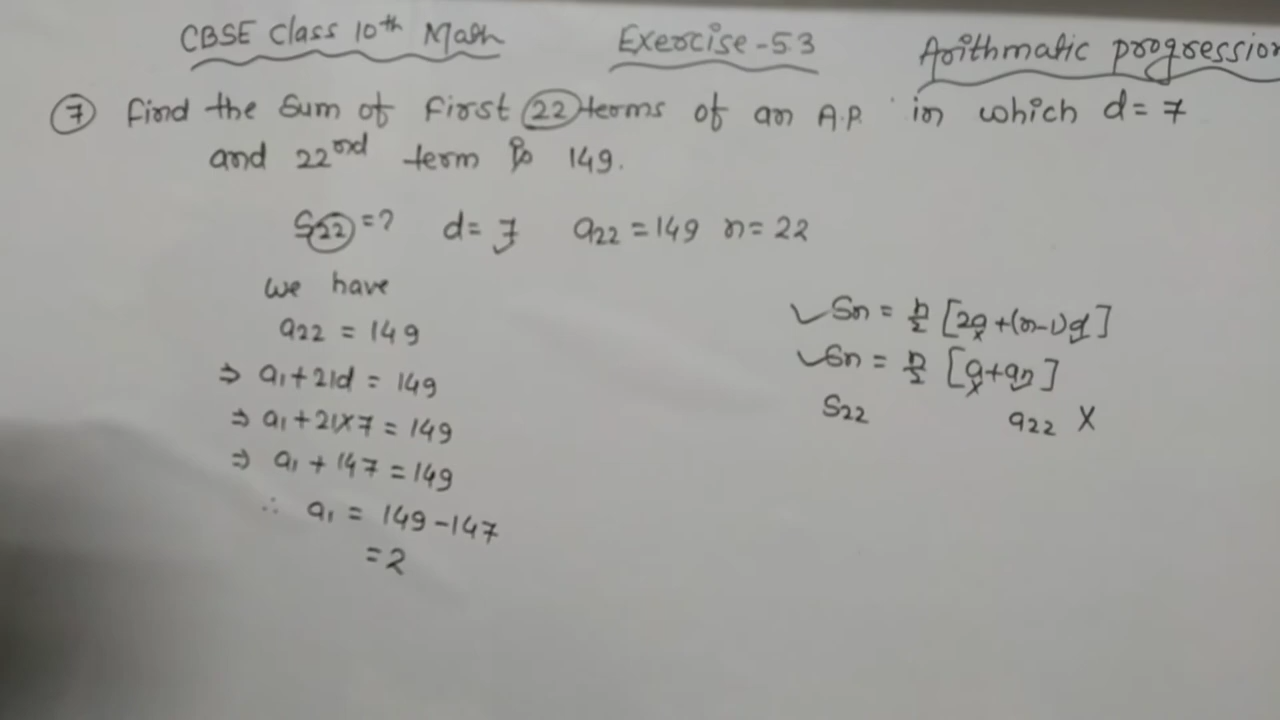 CBSE Class 10th Math Exercise-5.3 Arithmatic progression
⑦ Find the Sum of First 22 terms of an A.P. in which d=7
and 22nd term is 149.
S22=? d=7 a22=149 n=22
we have
a22 = 149
⇒ a1+21d = 149
⇒ a1+21×7 = 149
⇒ a1+147 = 149
∴ a1 = 149-147
=2
✓Sn = n/2 [2a+(n-1)d]
✓Sn = n/2 [a+an]
S22 a22 X